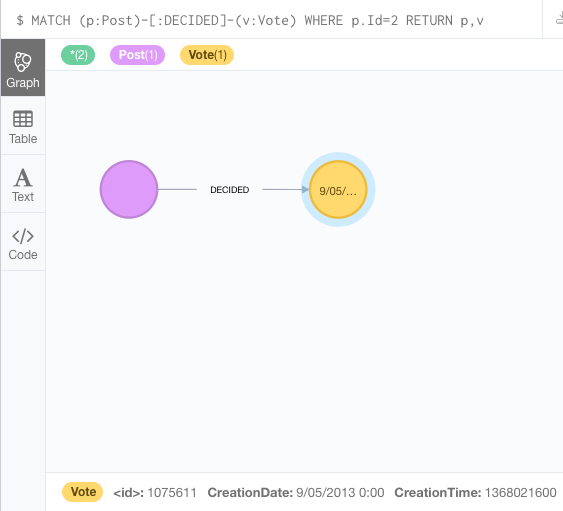 $ MATCH (p:Post)-[:DECIDED]-(v:Vote) WHERE p.Id=2 RETURN p,v
*(2) Post(1) Vote(1)
Graph
Table
Text
Code
DECIDED
9/05/...
Vote <id>: 1075611 CreationDate: 9/05/2013 0:00 CreationTime: 1368021600